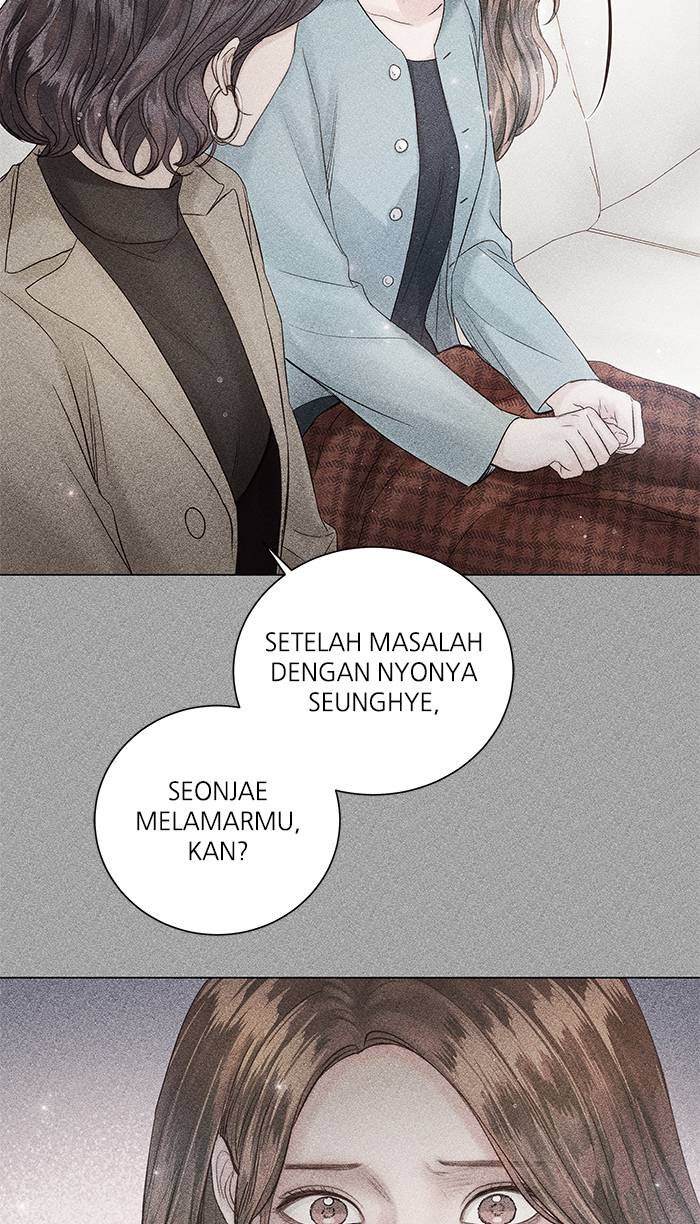 SETELAH MASALAH
DENGAN NYONYA
SEUNGHYE,
SEONJAE
MELAMARMU,
KAN?